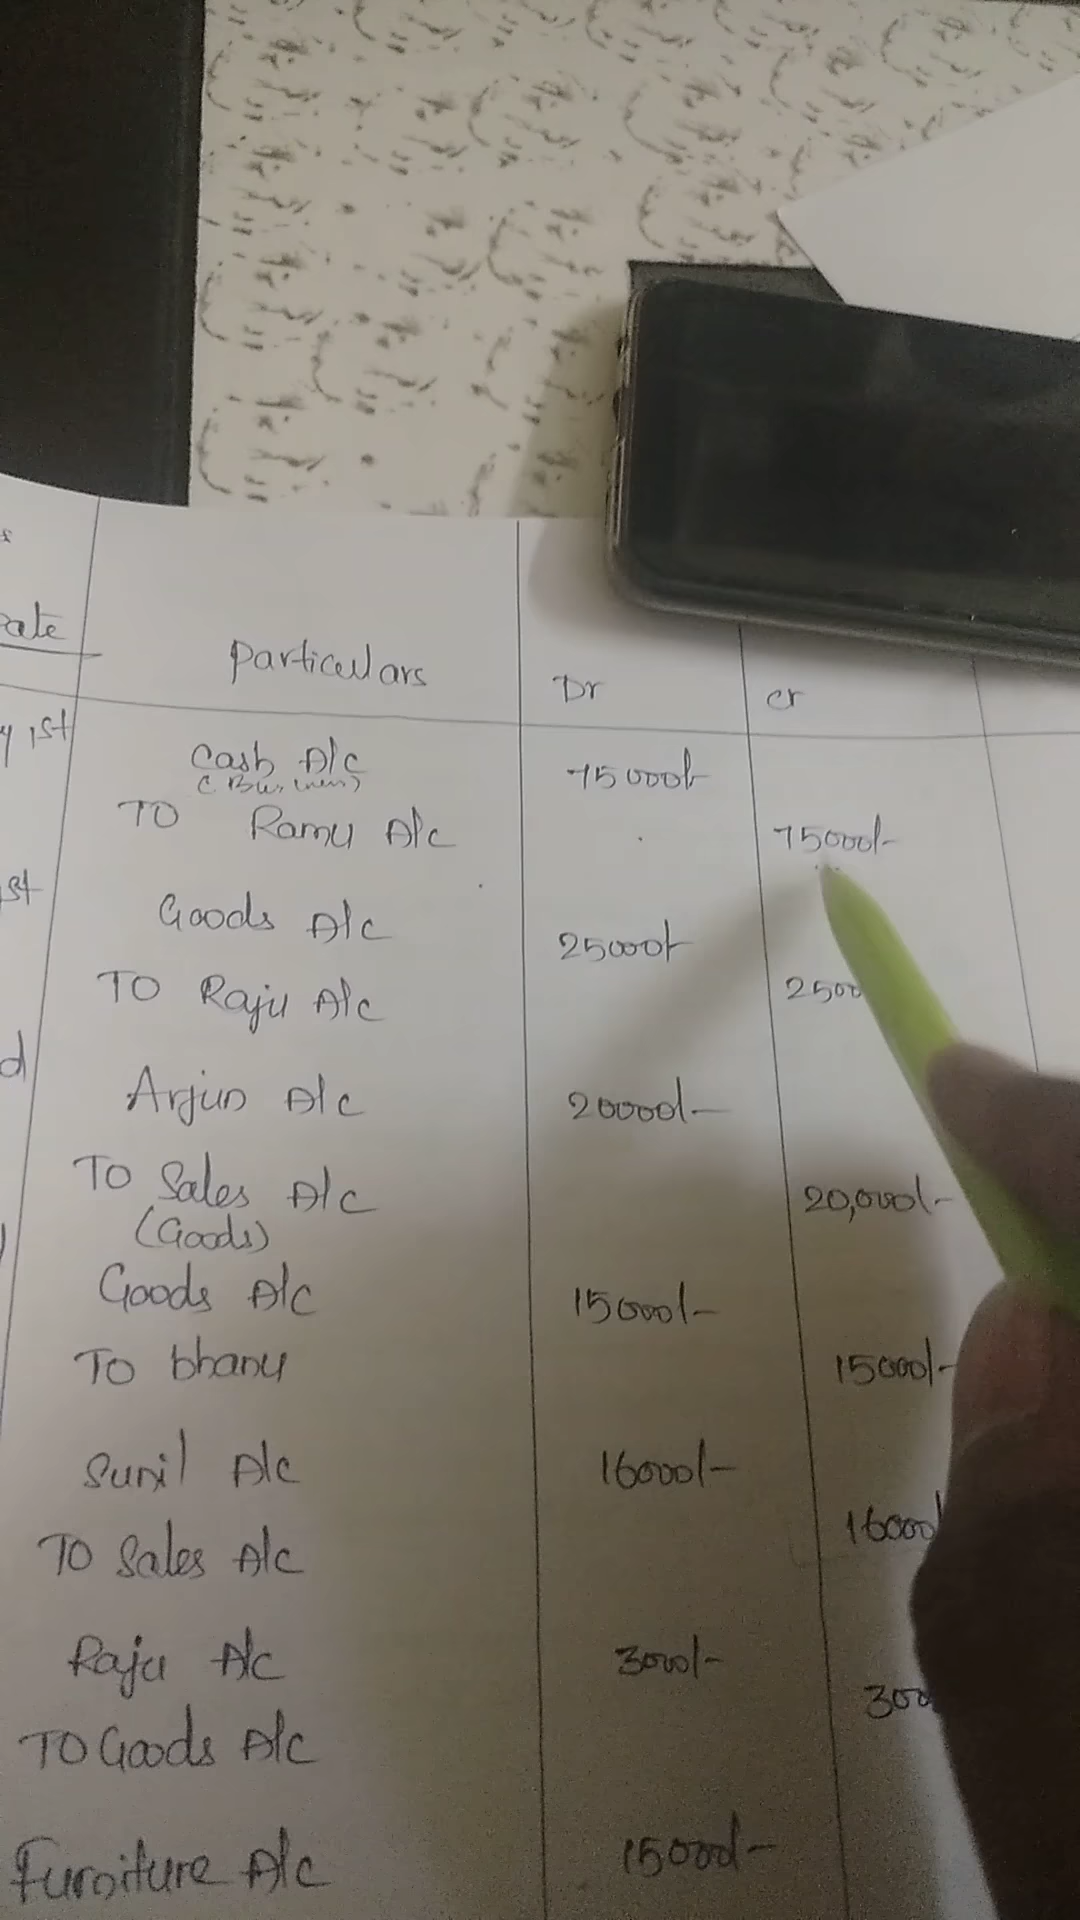 Particulars Dr Cr
1st Cash A/c 75000/-
TO Ramu A/c 75000/-
Goods A/c 25000/-
TO Raju A/c
Arjun A/c 20000/-
TO Sales A/c 20,000/-
(Goods)
Goods A/c 15000/-
TO bhanu 15000/-
Sunil A/c 16000/-
TO Sales A/c 16000/
Raju A/c 3000/-
TO Goods A/c
Furniture A/c 15000/-